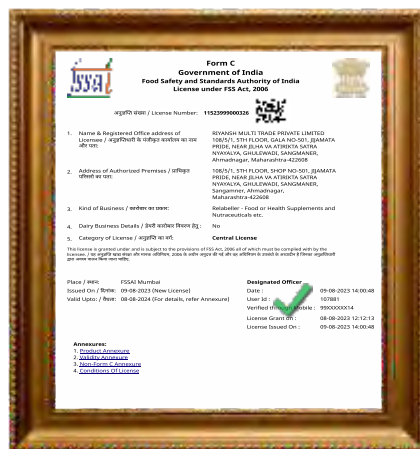 fssai
Form C
Government of India
Food Safety and Standards Authority of India
License under FSS Act, 2006
अनुज्ञप्ति संख्या / License Number: 11523999000326
1. Name & Registered Office address of Licensee / अनुज्ञप्तिधारी के पंजीकृत कार्यालय का नाम और पता:
RIYANSH MULTI TRADE PRIVATE LIMITED
108/5/1, 5TH FLOOR, GALA NO-501, JIJAMATA
PRIDE, NEAR JILHA VA ATIRIKTA SATRA
NYAYALYA, GHULEWADI, SANGMANER,
Ahmadnagar, Maharashtra-422608
2. Address of Authorized Premises / प्राधिकृत परिसरों का पता:
108/5/1, 5TH FLOOR, SHOP NO-501, JIJAMATA
PRIDE, NEAR JILHA VA ATIRIKTA SATRA
NYAYALYA, GHULEWADI, SANGMANER,
Sangamner, Ahmadnagar,
Maharashtra-422608
3. Kind of Business / कारोबार का प्रकार: Relabeller - Food or Health Supplements and
Nutraceuticals etc.
4. Dairy Business Details / डेयरी कारोबार विवरण हेतु : No
5. Category of License / अनुज्ञप्ति का वर्ग: Central License
This license is granted under and is subject to the provisions of FSS Act, 2006 all of which must be complied with by the
licensee. /
Place / स्थान: FSSAI Mumbai
Issued On / दिनांक: 09-08-2023 (New License)
Valid Upto: / वैधता: 08-08-2024 (For details, refer Annexure)
Designated Officer
Date : 09-08-2023 14:00:48
User Id : 107881
Verified through Mobile : 99XXXXXX14
License Grant on : 08-08-2023 12:12:13
License Issued On : 09-08-2023 14:00:48
Annexures:
1. Product Annexure
2. Validity Annexure
3. Non-Form C Annexure
4. Conditions Of License